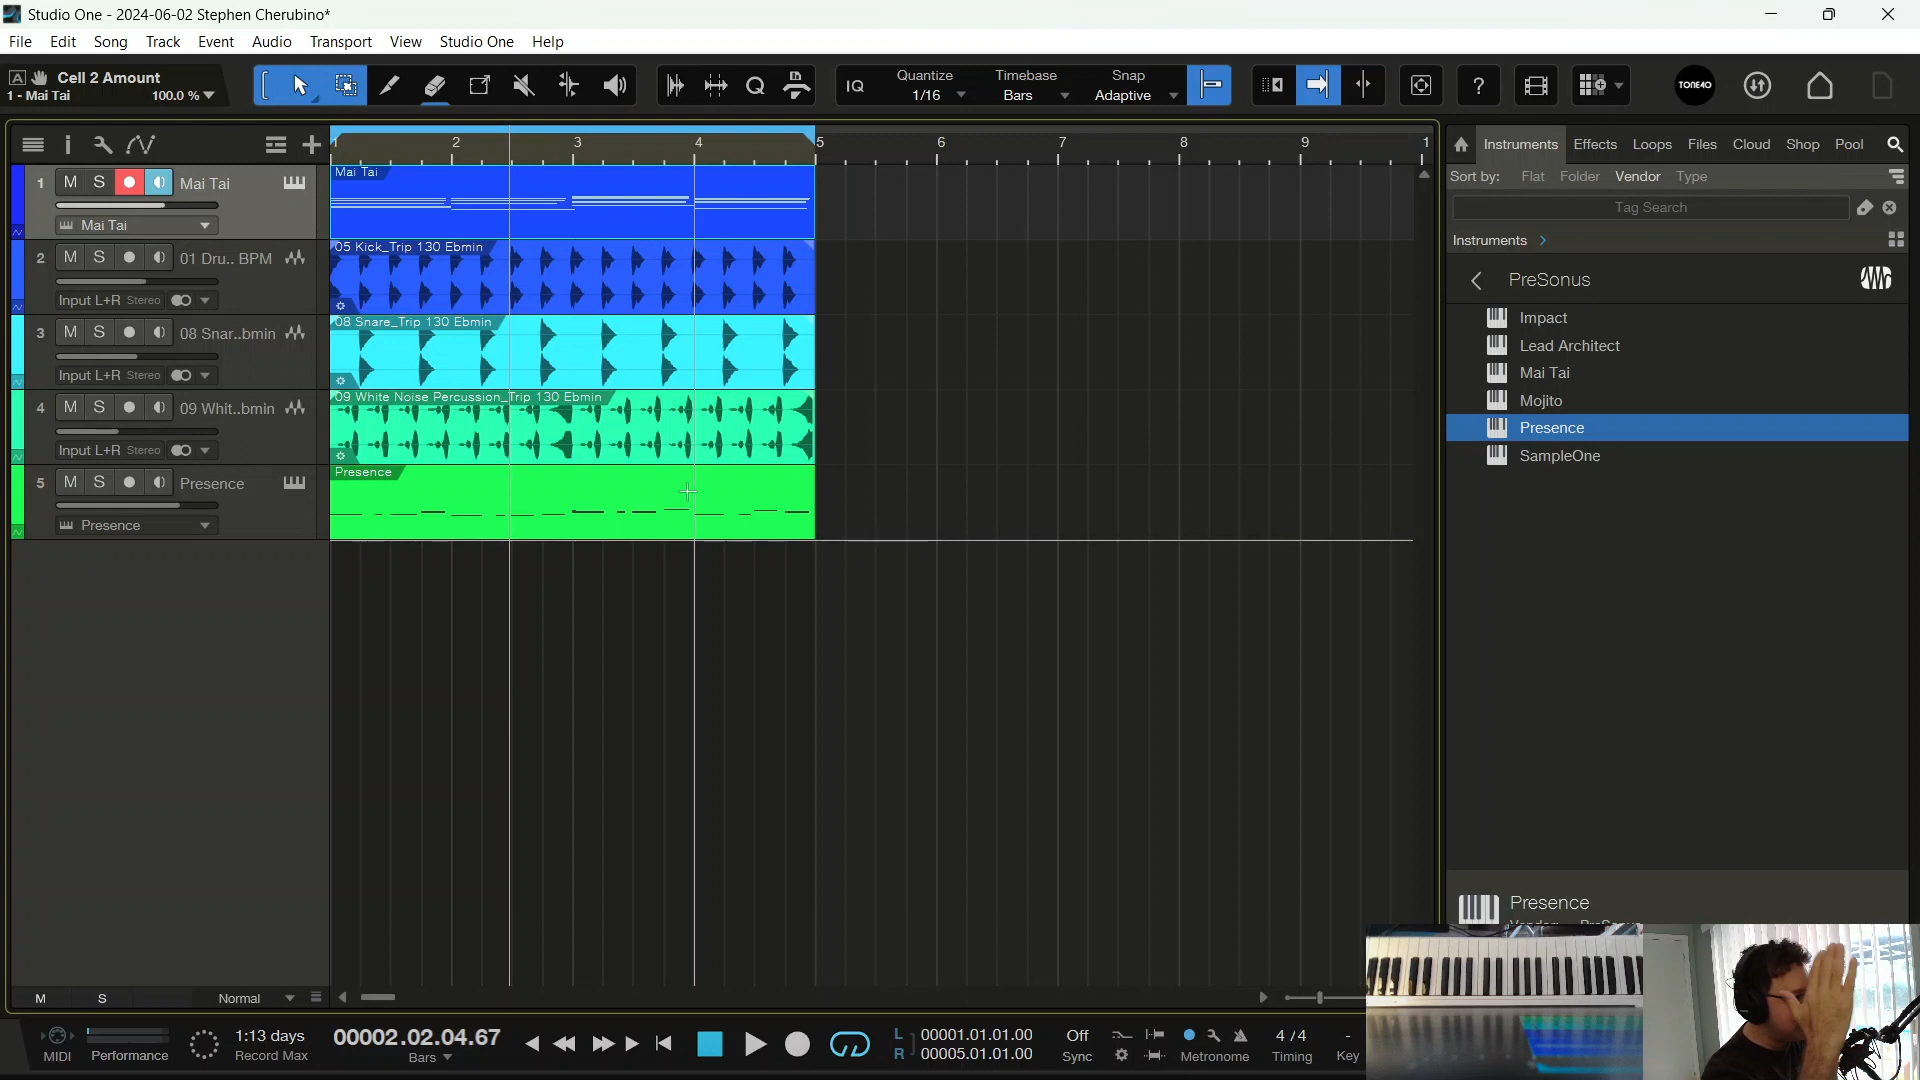 Studio One - 2024-06-02 Stephen Cherubino*
File Edit Song Track Event Audio Transport View Studio One Help
A Cell 2 Amount
1 - Mai Tai 100.0 %
Q
IQ
Quantize
1/16
Timebase
Bars
Snap
Adaptive
?
TONE40
1 2 3 4 5 6 7 8 9 1
1 M S Mai Tai
Mai Tai
2 M S 01 Dru.. BPM
Input L+R Stereo
3 M S 08 Snar..bmin
Input L+R Stereo
4 M S 09 Whit..bmin
Input L+R Stereo
5 M S Presence
Presence
Mai Tai
05 Kick_Trip 130 Ebmin
08 Snare_Trip 130 Ebmin
09 White Noise Percussion_Trip 130 Ebmin
Presence
Instruments Effects Loops Files Cloud Shop Pool
Sort by: Flat Folder Vendor Type
Tag Search
Instruments
PreSonus
Impact
Lead Architect
Mai Tai
Mojito
Presence
SampleOne
Presence
M S Normal
MIDI
Performance
1:13 days
Record Max
00002.02.04.67
Bars
L 00001.01.01.00
R 00005.01.01.00
Off
Sync
Metronome
4 / 4
Timing
-
Key